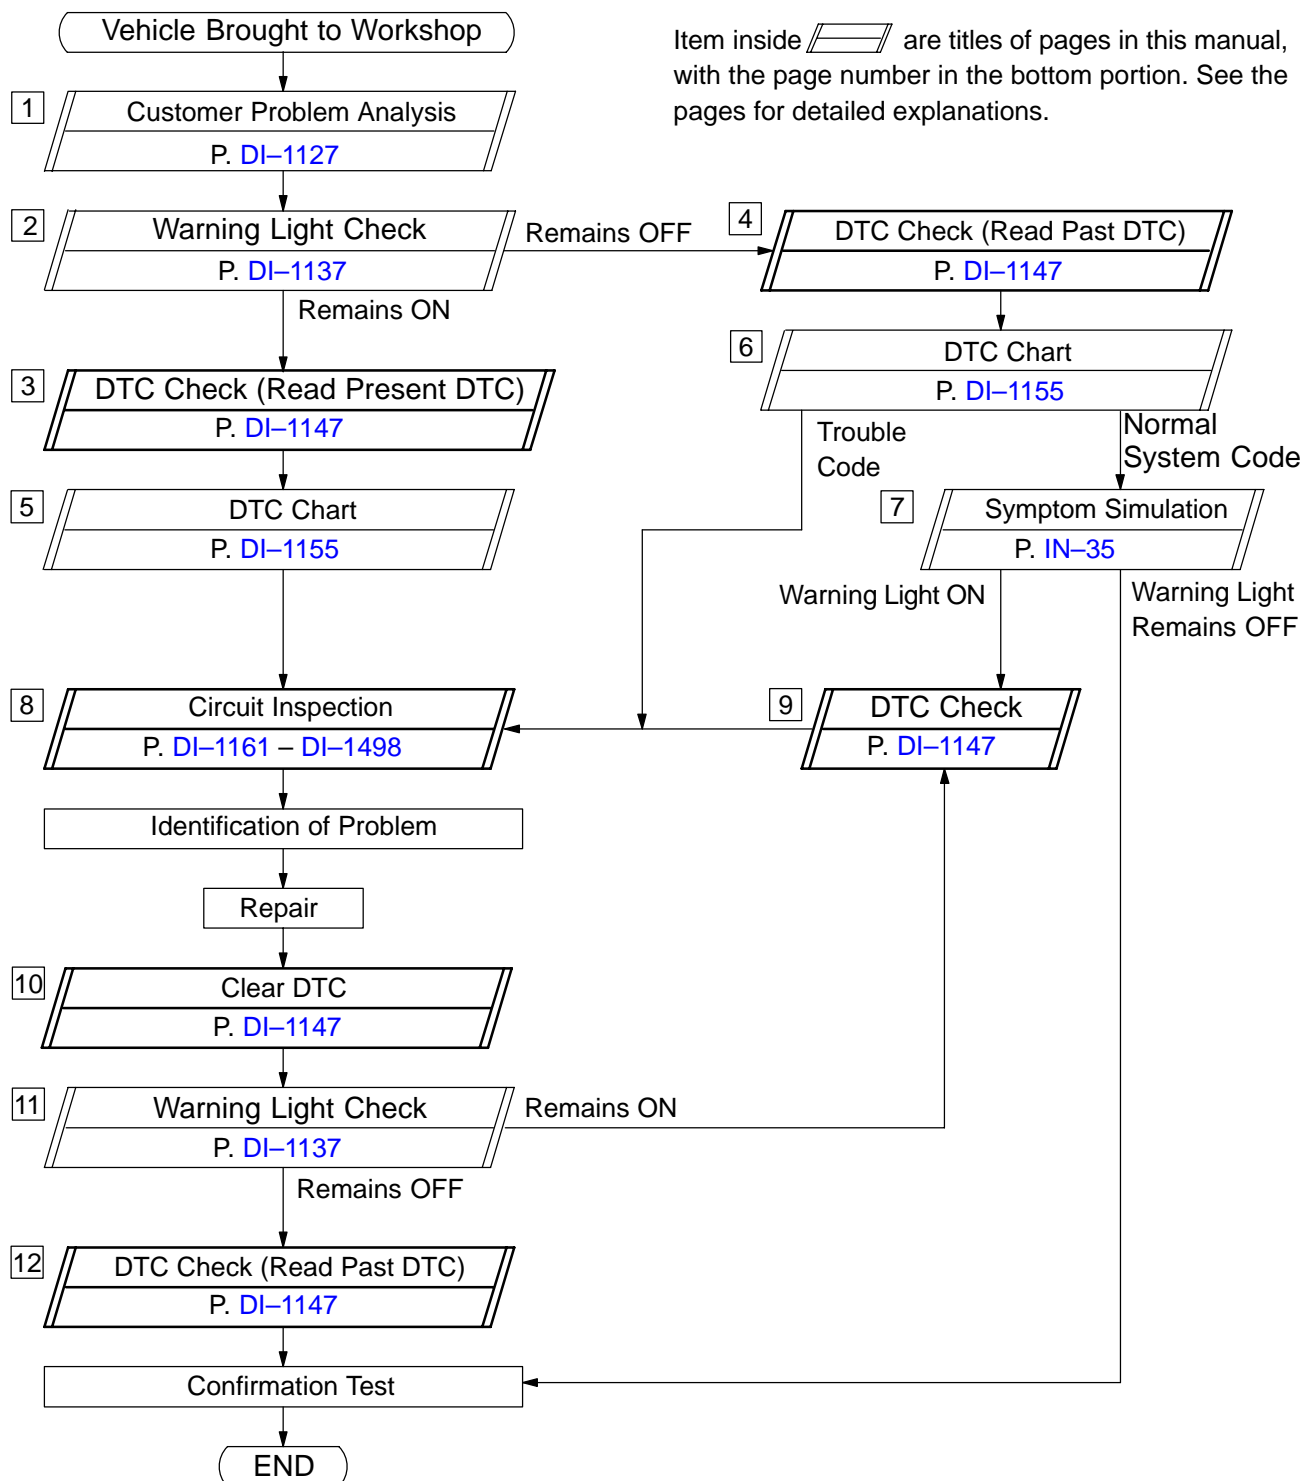 Vehicle Brought to Workshop
Item inside are titles of pages in this manual,
with the page number in the bottom portion. See the
pages for detailed explanations.
1
Customer Problem Analysis
P. DI–1127
2
Warning Light Check
P. DI–1137
Remains OFF
Remains ON
4
DTC Check (Read Past DTC)
P. DI–1147
3
DTC Check (Read Present DTC)
P. DI–1147
6
DTC Chart
P. DI–1155
Trouble
Code
Normal
System Code
5
DTC Chart
P. DI–1155
7
Symptom Simulation
P. IN–35
Warning Light ON
Warning Light
Remains OFF
8
Circuit Inspection
P. DI–1161 – DI–1498
9
DTC Check
P. DI–1147
Identification of Problem
Repair
10
Clear DTC
P. DI–1147
11
Warning Light Check
P. DI–1137
Remains ON
Remains OFF
12
DTC Check (Read Past DTC)
P. DI–1147
Confirmation Test
END